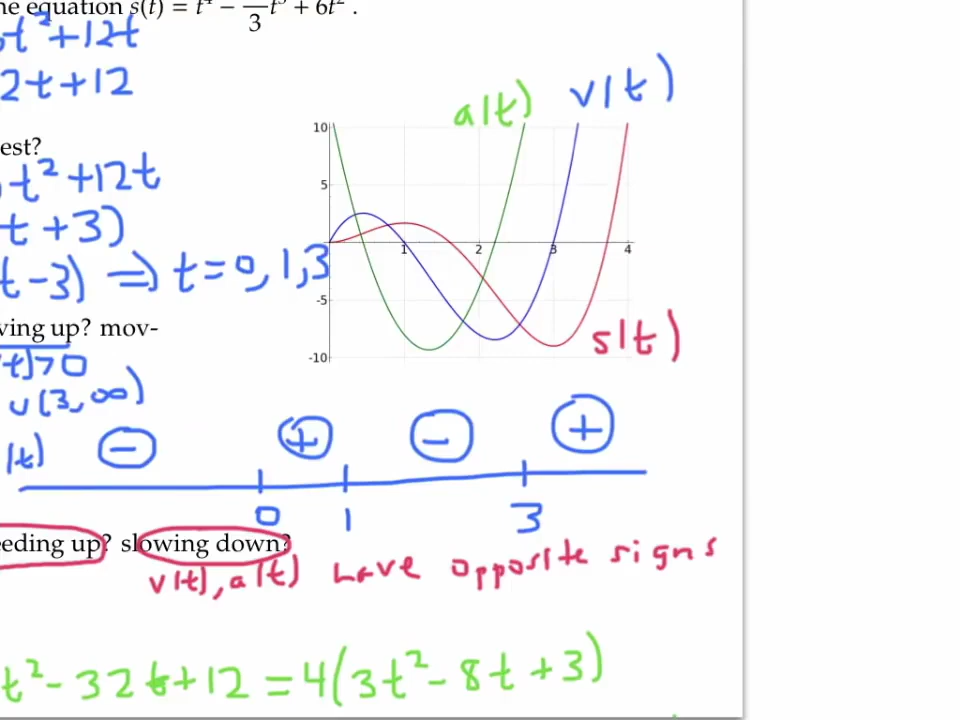 he equation s(t) = t⁴ − —/3 t³ + 6t² .
t²+12t
2t+12
a(t)
v(t)
10
5
-5
-10
1 2 3 4
s(t)
est?
t²+12t
t+3)
t-3) ⟹ t=0,1,3
ving up? mov-
t)>0
∪(3,∞)
(t) − + − +
0 1 3
eeding up? slowing down?
v(t), a(t) have opposite signs
t²-32t+12=4(3t²-8t+3)